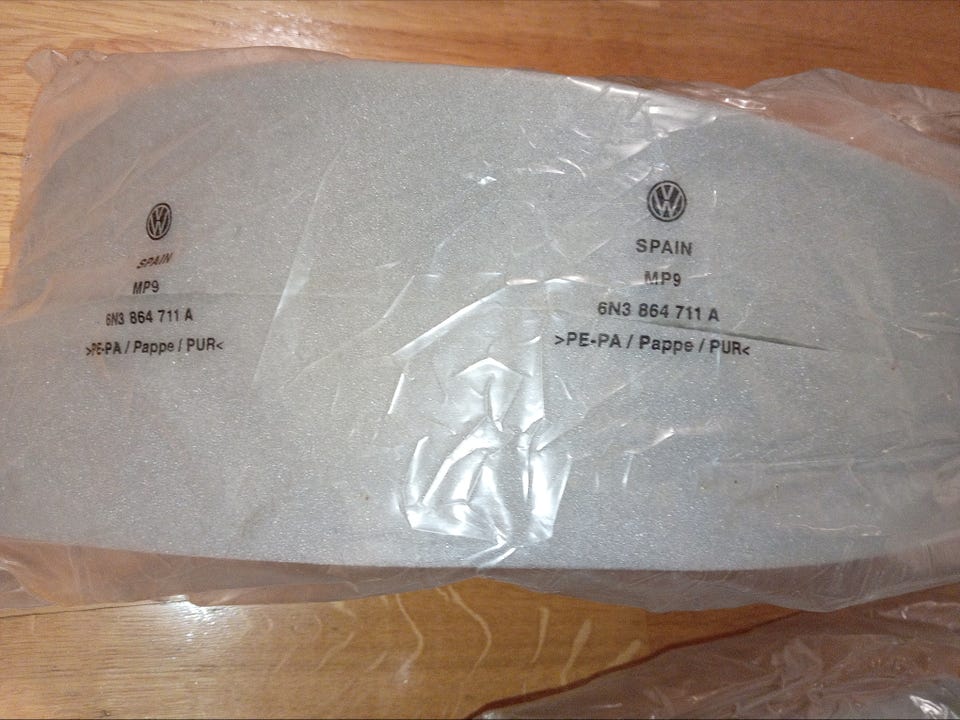 SPAIN
MP9
6N3 864 711 A
>PE-PA / Pappe / PUR<
SPAIN
MP9
6N3 864 711 A
>PE-PA / Pappe / PUR<